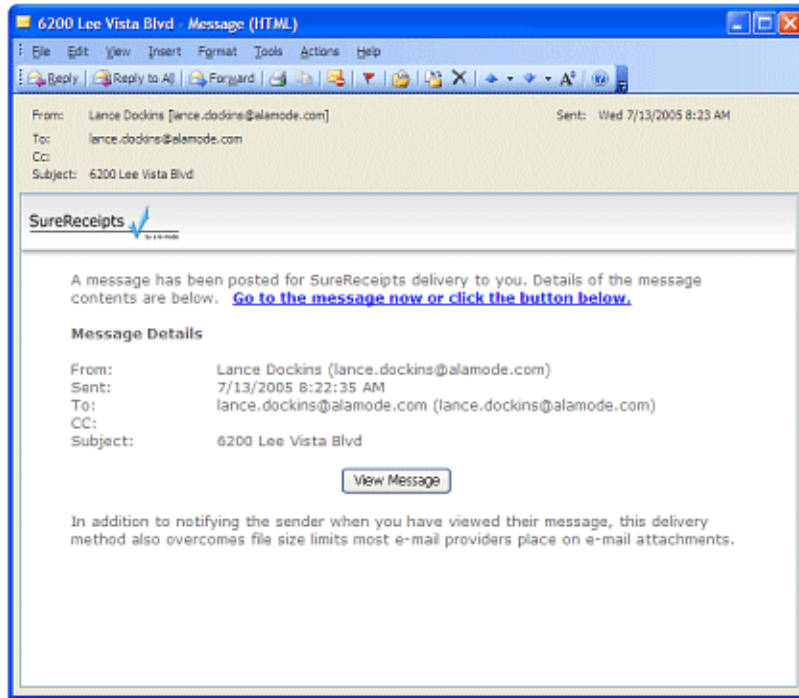 6200 Lee Vista Blvd - Message (HTML)
File Edit View Insert Format Tools Actions Help
Reply Reply to All Forward
From: Lance Dockins [lance.dockins@alamode.com] Sent: Wed 7/13/2005 8:23 AM
To: lance.dockins@alamode.com
Cc:
Subject: 6200 Lee Vista Blvd
SureReceipts
by a la mode
A message has been posted for SureReceipts delivery to you. Details of the message
contents are below. Go to the message now or click the button below.
Message Details
From: Lance Dockins (lance.dockins@alamode.com)
Sent: 7/13/2005 8:22:35 AM
To: lance.dockins@alamode.com (lance.dockins@alamode.com)
CC:
Subject: 6200 Lee Vista Blvd
View Message
In addition to notifying the sender when you have viewed their message, this delivery
method also overcomes file size limits most e-mail providers place on e-mail attachments.